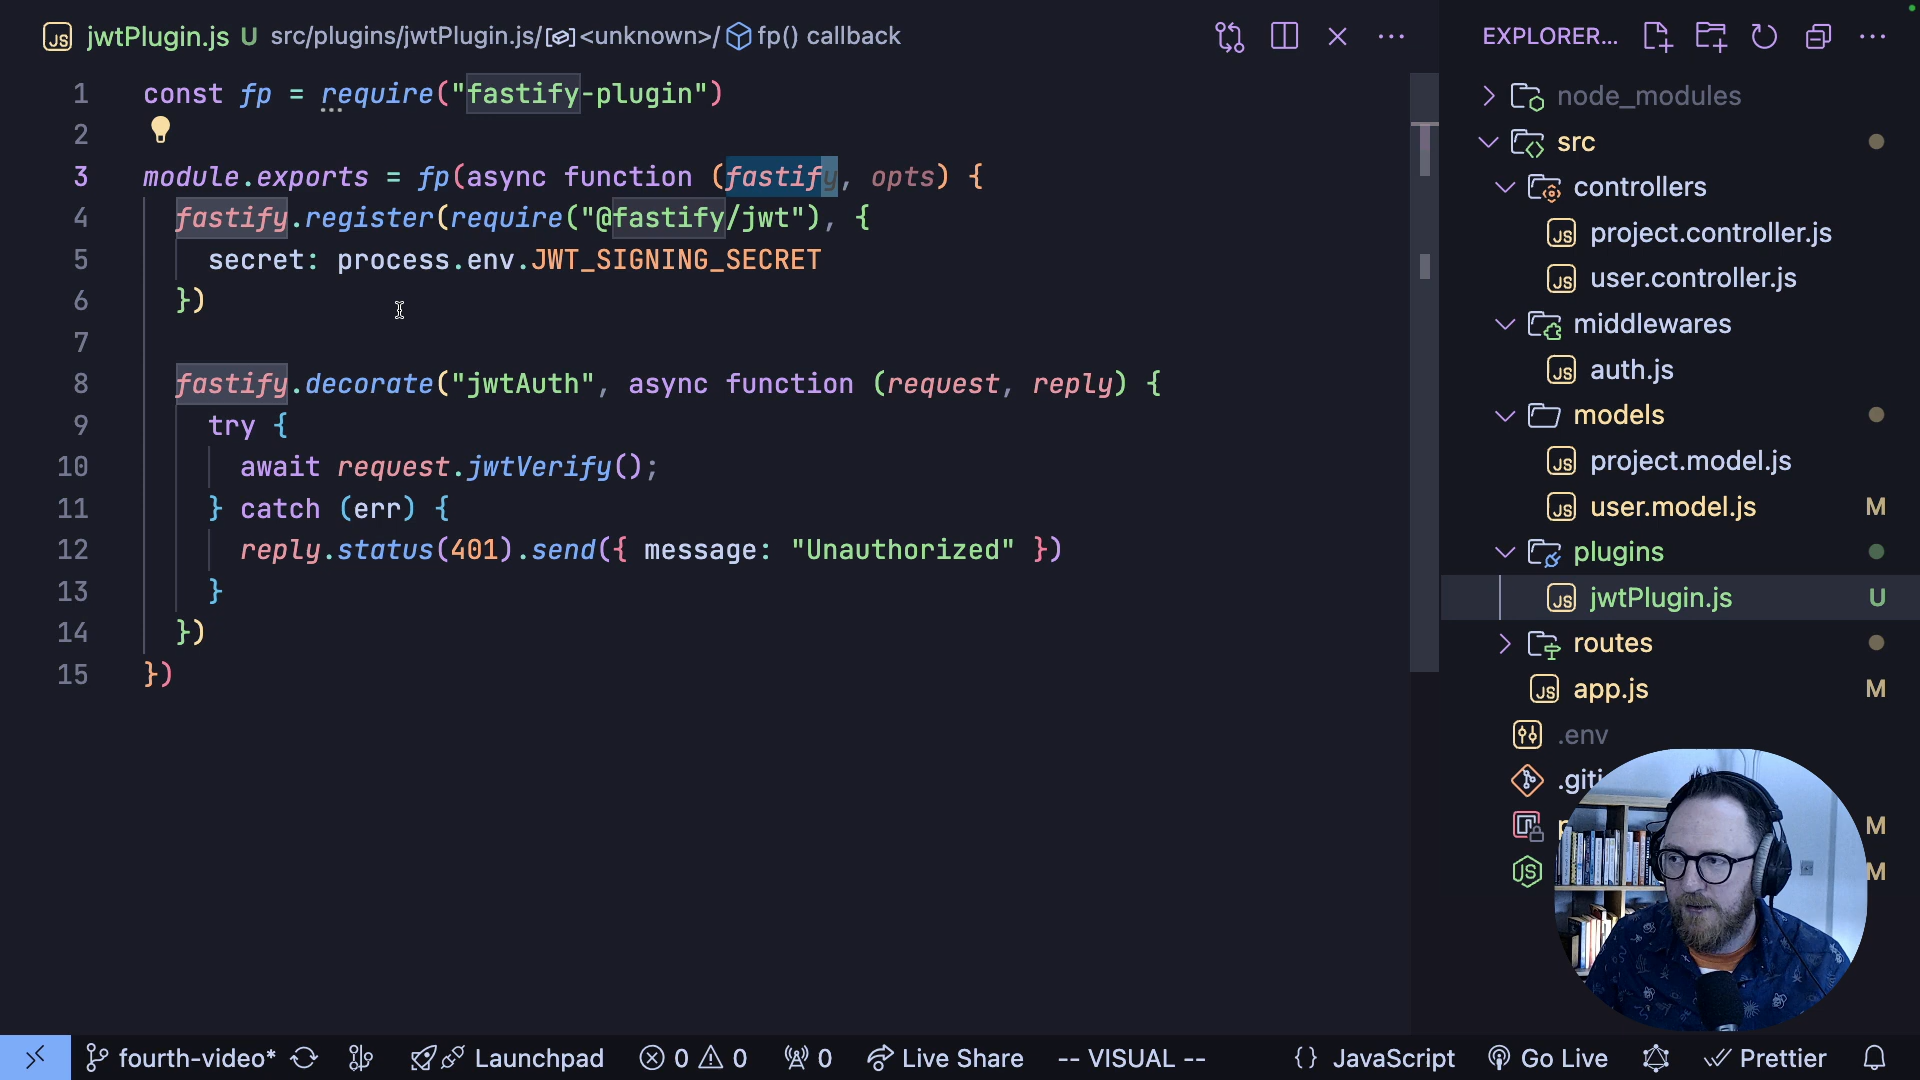 jwtPlugin.js U src/plugins/jwtPlugin.js/ <unknown>/ fp() callback
1 const fp = require("fastify-plugin")
2
3 module.exports = fp(async function (fastify, opts) {
4 fastify.register(require("@fastify/jwt"), {
5 secret: process.env.JWT_SIGNING_SECRET
6 })
7
8 fastify.decorate("jwtAuth", async function (request, reply) {
9 try {
10 await request.jwtVerify();
11 } catch (err) {
12 reply.status(401).send({ message: "Unauthorized" })
13 }
14 })
15 })
EXPLORER...
node_modules
src
controllers
project.controller.js
user.controller.js
middlewares
auth.js
models
project.model.js
user.model.js M
plugins
jwtPlugin.js U
routes
app.js M
.env
M
M
fourth-video* Launchpad 0 0 0 Live Share -- VISUAL -- {} JavaScript Go Live Prettier